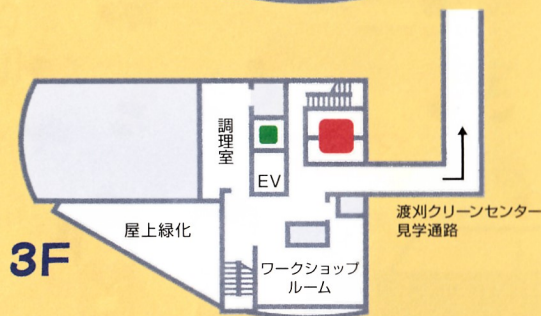 調理室
EV
屋上緑化
渡刈クリーンセンター
見学通路
3F
ワークショップ
ルーム